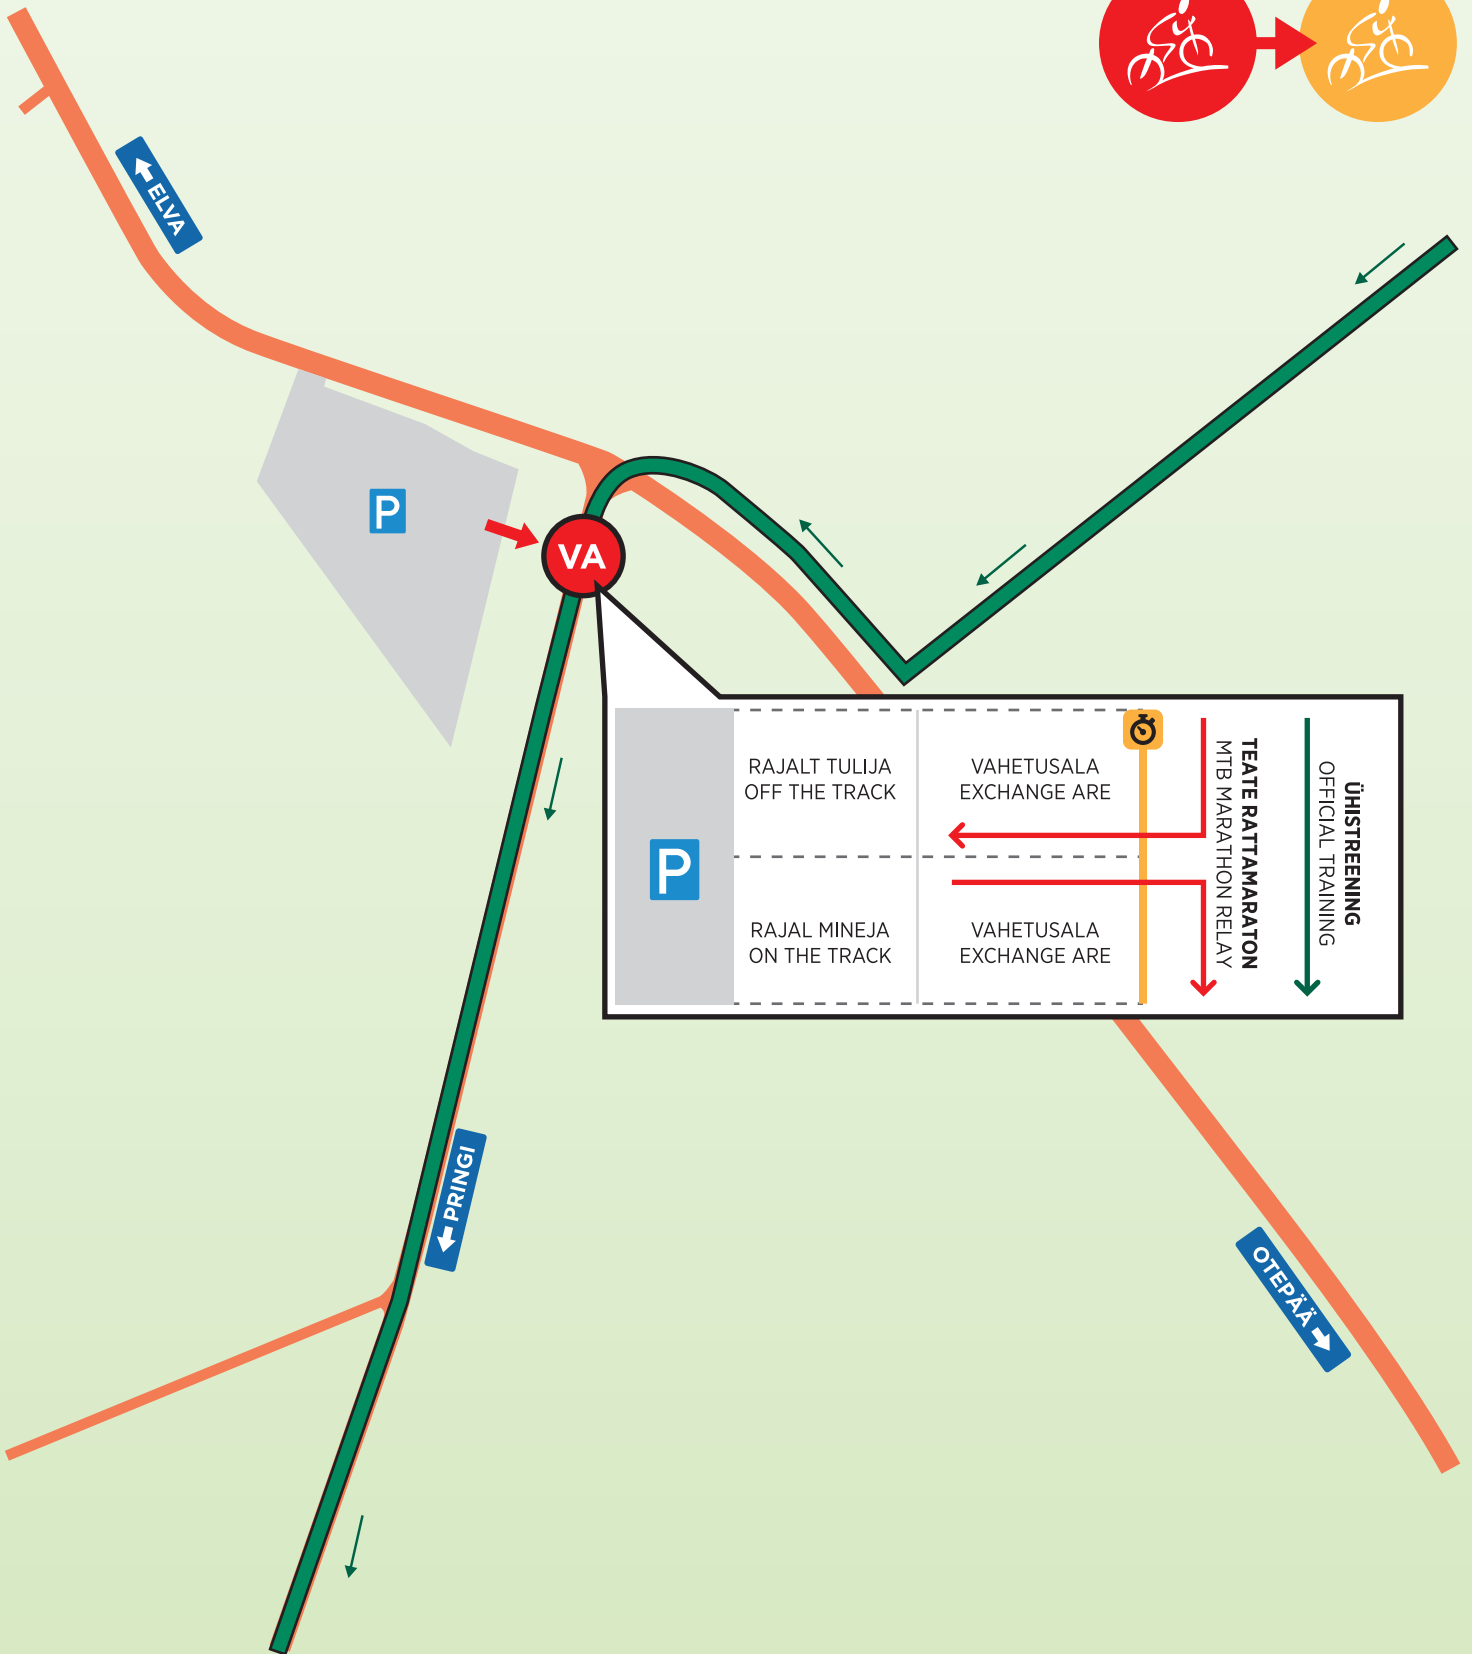 ELVA
P
VA
RAJALT TULIJA
OFF THE TRACK
VAHETUSALA
EXCHANGE ARE
TEATE RATTAMARATON
MTB MARATHON RELAY
ÜHISTREENING
OFFICIAL TRAINING
P
RAJAL MINEJA
ON THE TRACK
VAHETUSALA
EXCHANGE ARE
PRINGI
OTEPÄÄ